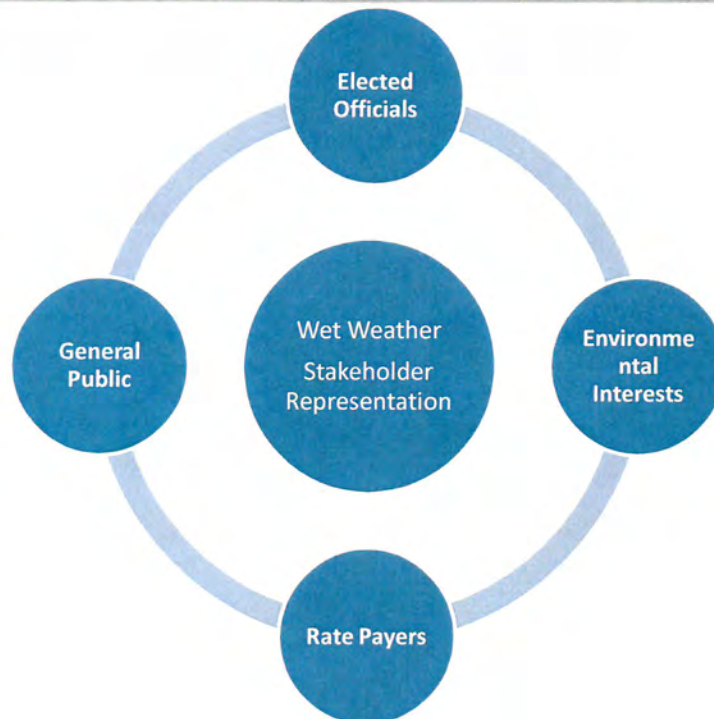 Elected
Officials
General
Public
Wet Weather
Stakeholder
Representation
Environme
ntal
Interests
Rate Payers